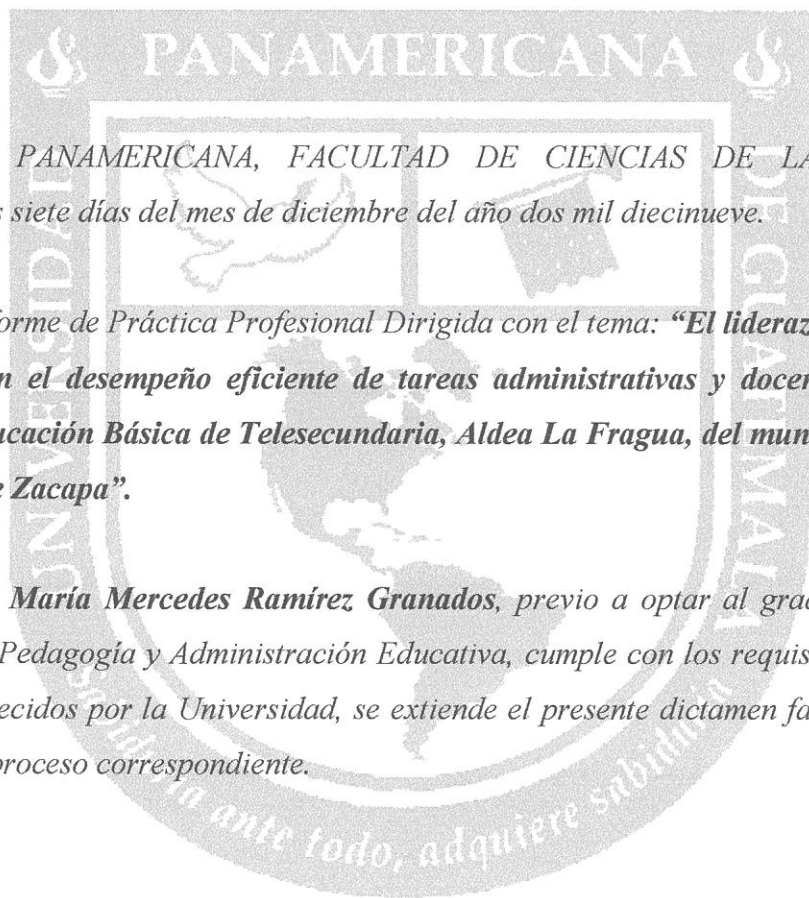 PANAMERICANA
UNIVERSIDAD
DE GUATEMALA
PANAMERICANA, FACULTAD DE CIENCIAS DE LA
siete días del mes de diciembre del año dos mil diecinueve.
forme de Práctica Profesional Dirigida con el tema: "El lideraz
n el desempeño eficiente de tareas administrativas y docen
ucación Básica de Telesecundaria, Aldea La Fragua, del mun
e Zacapa".
María Mercedes Ramírez Granados, previo a optar al grad
Pedagogía y Administración Educativa, cumple con los requis
ecidos por la Universidad, se extiende el presente dictamen fa
proceso correspondiente.
Sabiduría ante todo, adquiere sabiduría